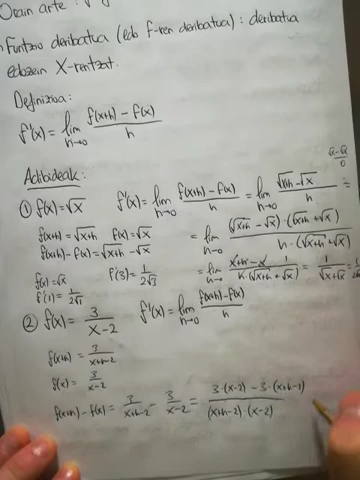 Orain arte :
Funtzio deribatua (edo f-ren deribatua) : deribatua
edozein x-rentzat.
Definizioa:
f'(x) = lim h→0 f(x+h) - f(x) / h
Adibideak:
① f(x) = √x f'(x) = lim h→0 f(x+h) - f(x) / h = lim h→0 √x+h - √x / h =
√x-√x / 0
f(x+h) = √x+h f(x) = √x = lim h→0 (√x+h - √x) · (√x+h + √x) / h · (√x+h + √x)
f(x+h) - f(x) = √x+h - √x
f(x) = √x f'(3) = 1 / 2√3 = lim h→0 x+h - x / h · (√x+h + √x) = 1 / √x+√x =
f'(1) = 1 / 2√1
② f(x) = 3 / x-2 f'(x) = lim h→0 f(x+h) - f(x) / h
f(x+h) = 3 / x+h-2
f(x) = 3 / x-2
f(x+h) - f(x) = 3 / x+h-2 - 3 / x-2 = 3·(x-2) - 3·(x+h-2) / (x+h-2)·(x-2)